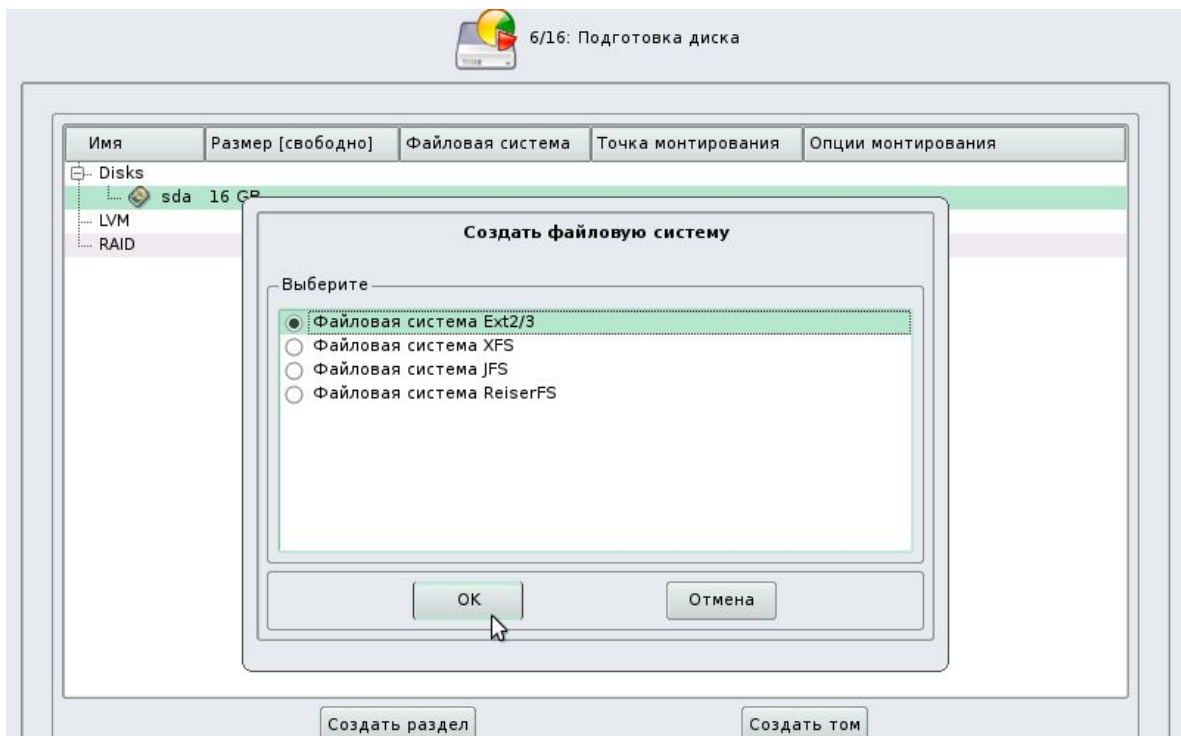 6/16: Подготовка диска
Имя Размер [свободно] Файловая система Точка монтирования Опции монтирования
Disks
sda 16 GB
LVM
RAID
Создать файловую систему
Выберите
Файловая система Ext2/3
Файловая система XFS
Файловая система JFS
Файловая система ReiserFS
OK Отмена
Создать раздел Создать том